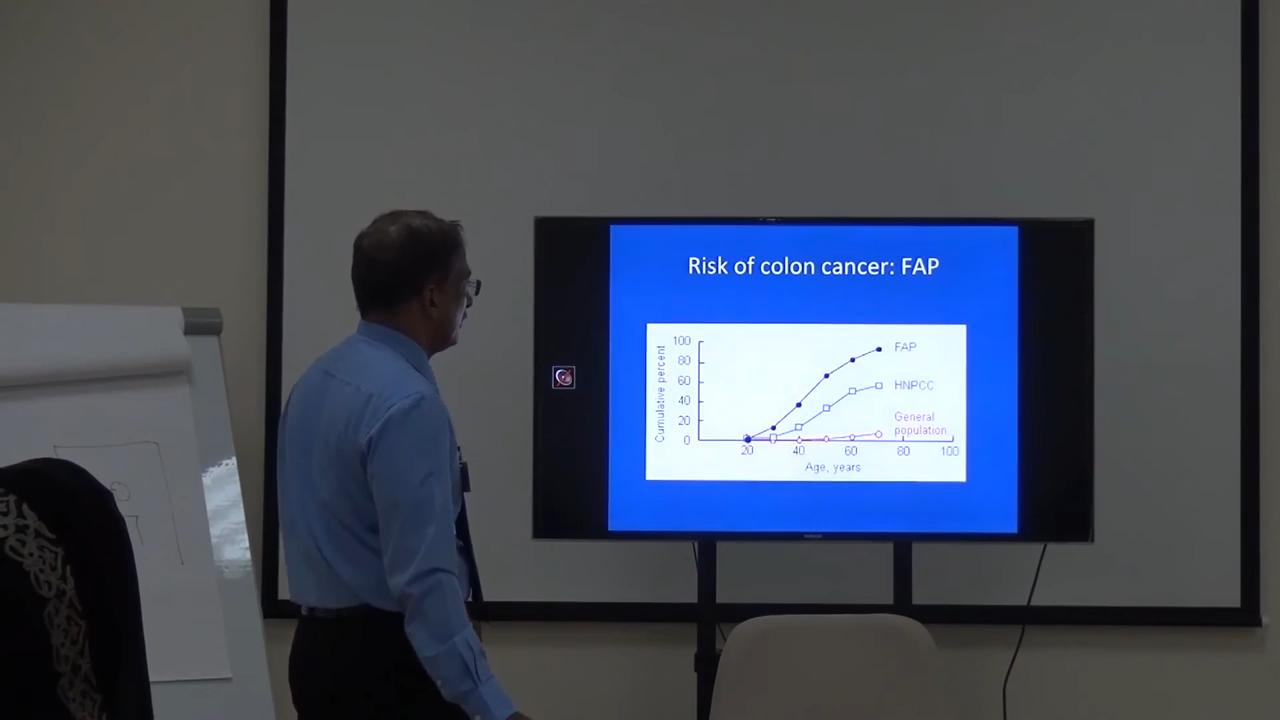 Risk of colon cancer: FAP
Cumulative percent
100
80
60
40
20
0
FAP
HNPCC
General
population
20
40
60
80
100
Age, years